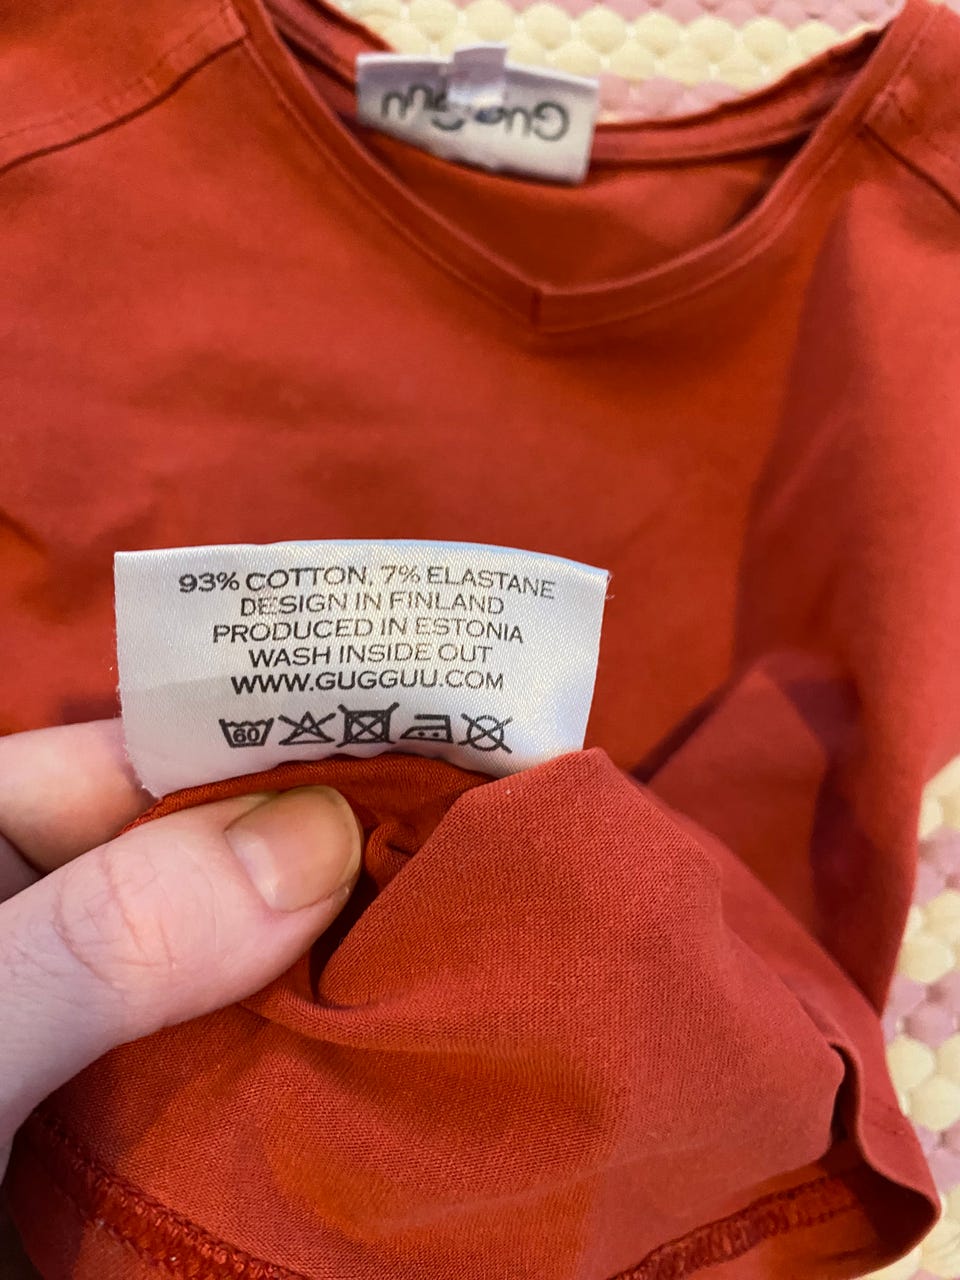 Gugguu
93% COTTON, 7% ELASTANE
DESIGN IN FINLAND
PRODUCED IN ESTONIA
WASH INSIDE OUT
WWW.GUGGUU.COM
60